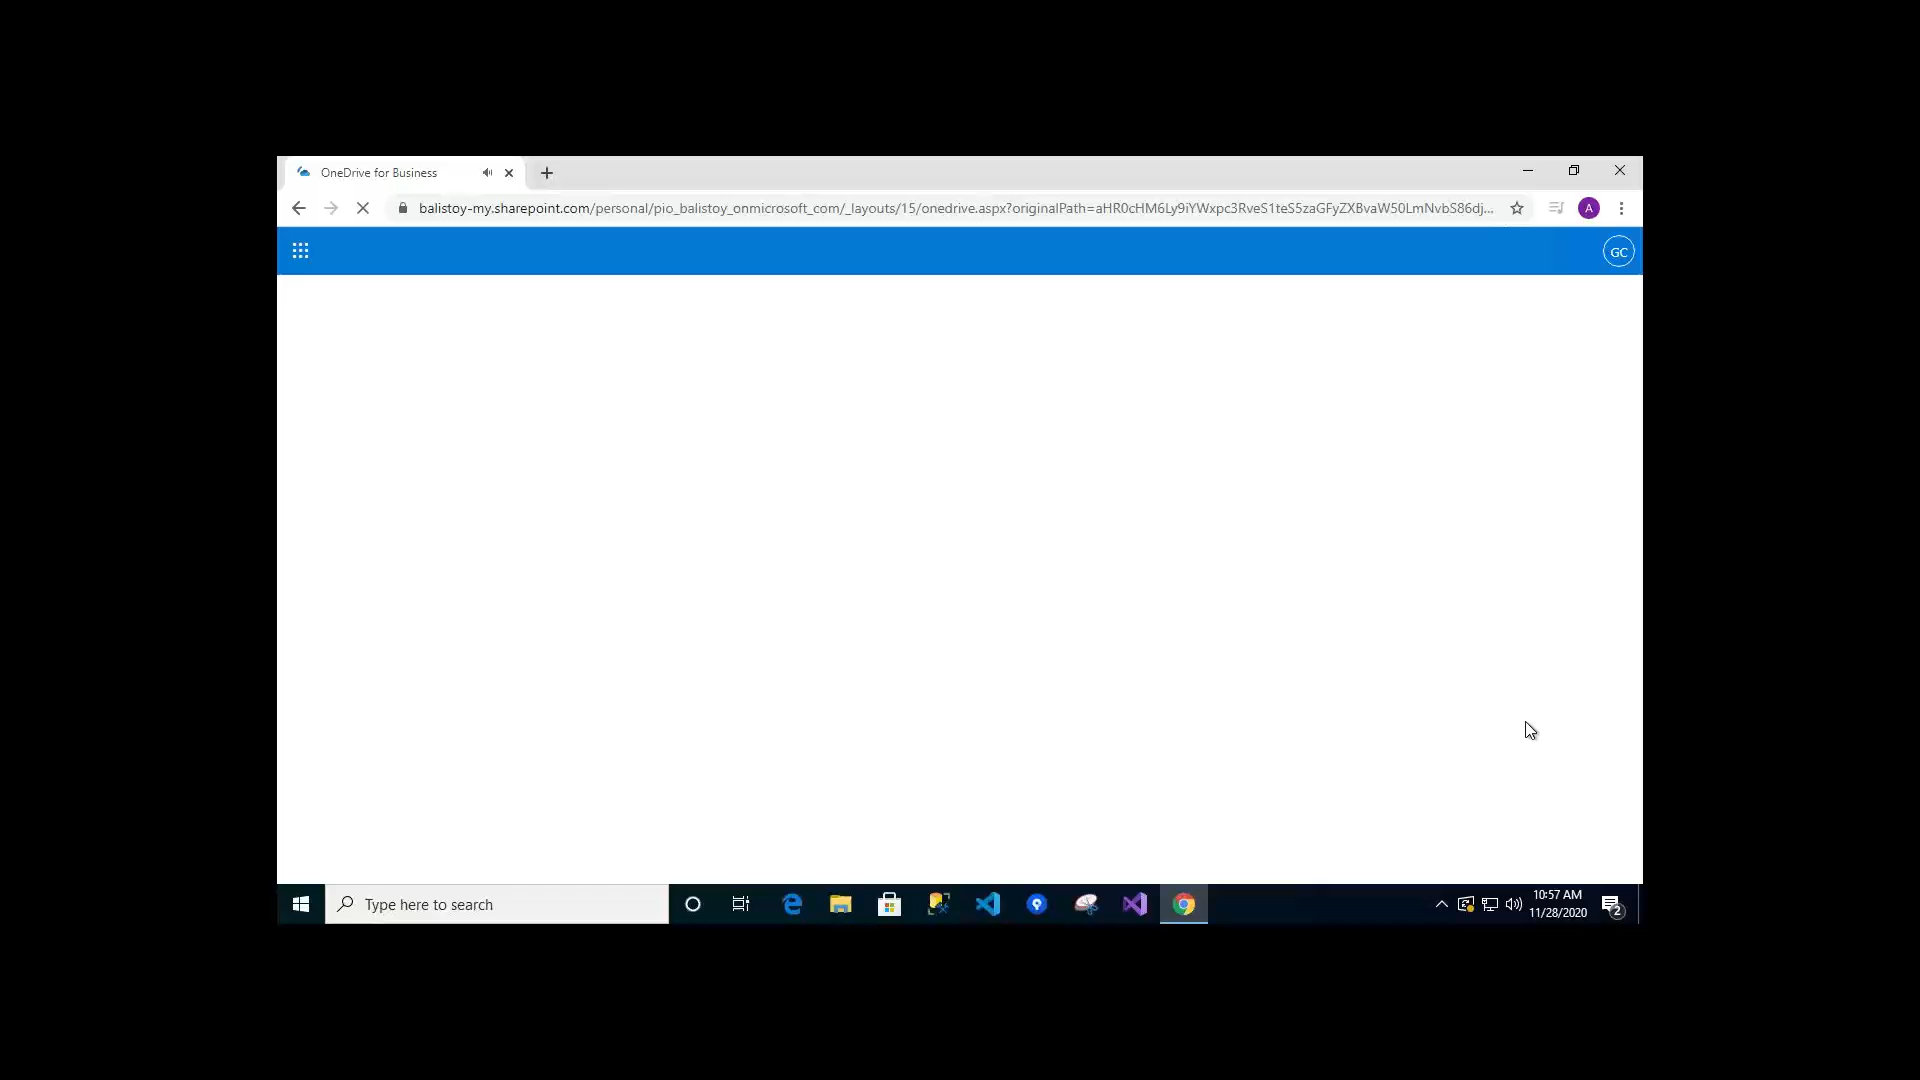 OneDrive for Business
balistoy-my.sharepoint.com/personal/pio_balistoy_onmicrosoft_com/_layouts/15/onedrive.aspx?originalPath=aHR0cHM6Ly9iYWxpc3RveS1teS5zaGFyZXBvaW50LmNvbS86dj...
A
GC
Type here to search
10:57 AM
11/28/2020
2